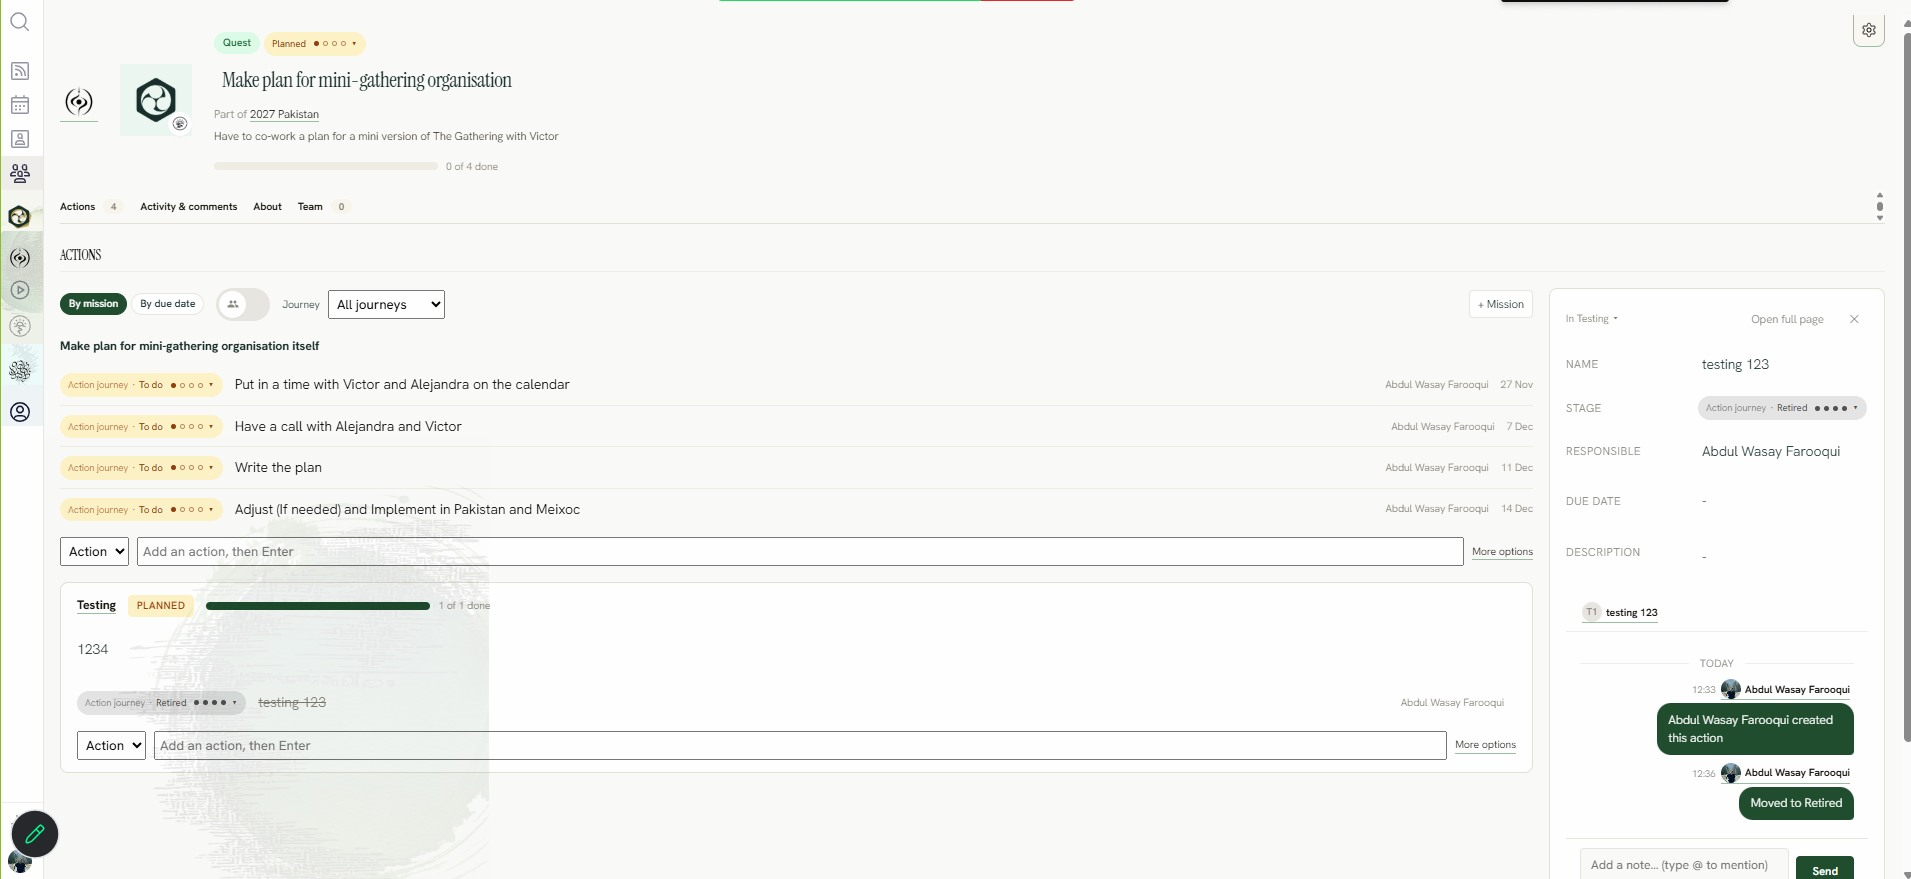 Quest
Planned
Make plan for mini-gathering organisation
Part of 2027 Pakistan
Have to co-work a plan for a mini version of The Gathering with Victor
0 of 4 done
Actions 4 Activity & comments About Team 0
ACTIONS
By mission By due date Journey All journeys + Mission
Make plan for mini-gathering organisation itself
Action journey · To do Put in a time with Victor and Alejandra on the calendar Abdul Wasay Farooqui 27 Nov
Action journey · To do Have a call with Alejandra and Victor Abdul Wasay Farooqui 7 Dec
Action journey · To do Write the plan Abdul Wasay Farooqui 11 Dec
Action journey · To do Adjust (If needed) and Implement in Pakistan and Meixoc Abdul Wasay Farooqui 14 Dec
Action Add an action, then Enter More options
Testing PLANNED 1 of 1 done
1234
Action journey · Retired testing 123 Abdul Wasay Farooqui
Action Add an action, then Enter More options
In Testing Open full page
NAME testing 123
STAGE Action journey · Retired
RESPONSIBLE Abdul Wasay Farooqui
DUE DATE -
DESCRIPTION -
T1 testing 123
TODAY
12:33 Abdul Wasay Farooqui
Abdul Wasay Farooqui created
this action
12:36 Abdul Wasay Farooqui
Moved to Retired
Add a note... (type @ to mention) Send